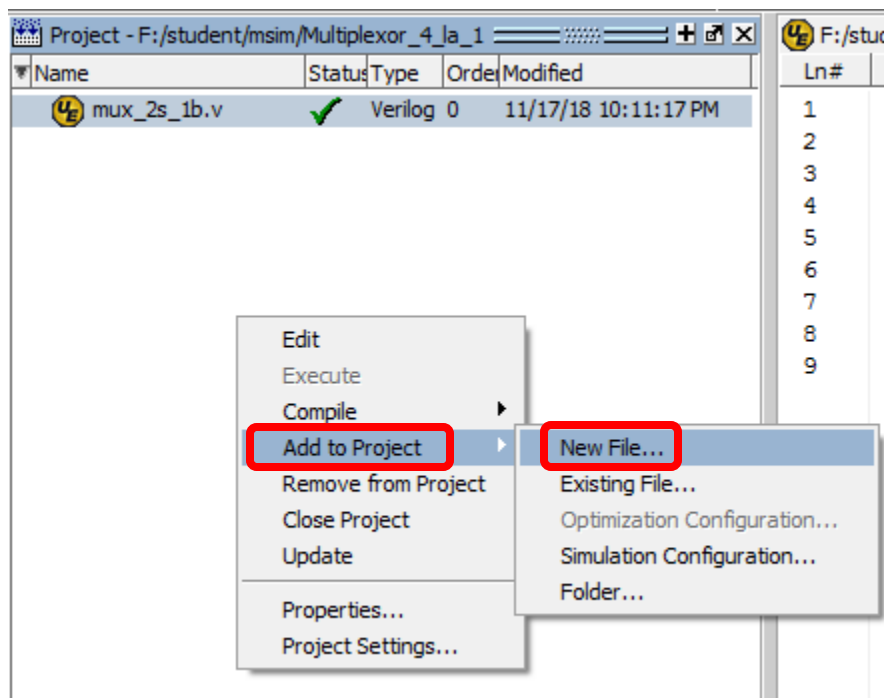 Project - F:/student/msim/Multiplexor_4_la_1
Name Status Type Order Modified
mux_2s_1b.v Verilog 0 11/17/18 10:11:17 PM
Edit
Execute
Compile
Add to Project
Remove from Project
Close Project
Update
Properties...
Project Settings...
New File...
Existing File...
Optimization Configuration...
Simulation Configuration...
Folder...
F:/stu
Ln#
1
2
3
4
5
6
7
8
9